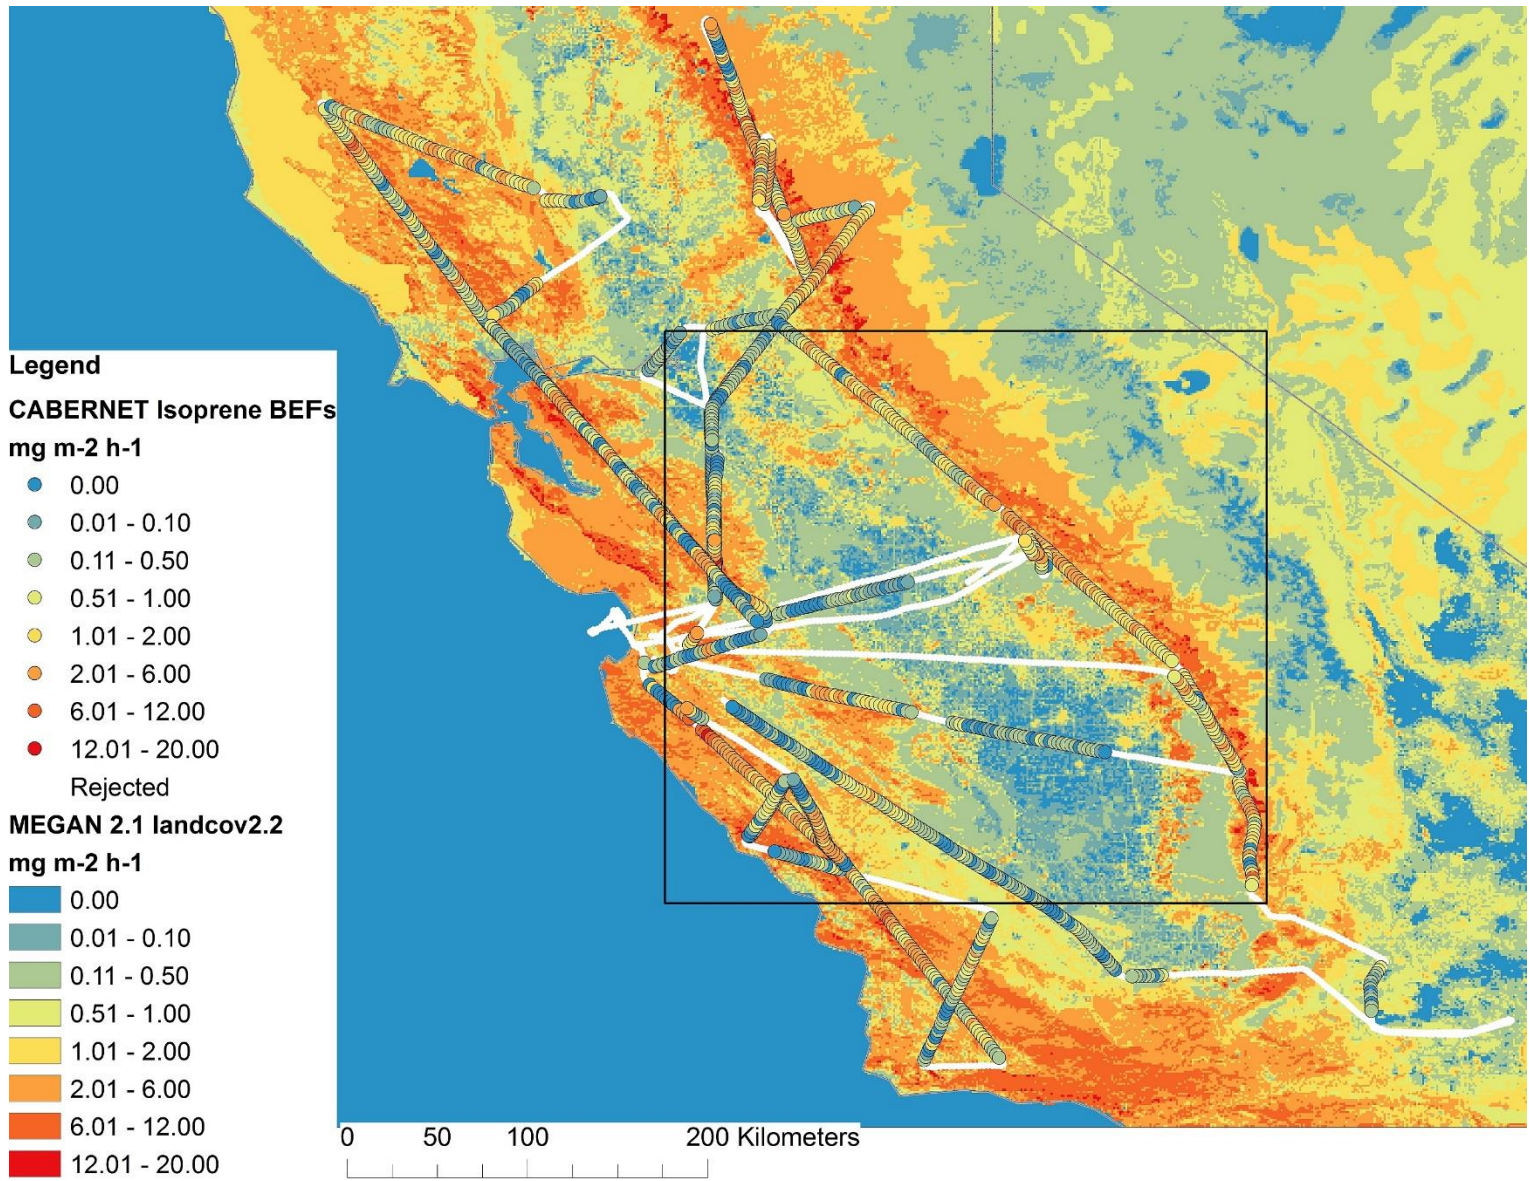 Legend
CABERNET Isoprene BEFs
mg m-2 h-1
0.00
0.01 - 0.10
0.11 - 0.50
0.51 - 1.00
1.01 - 2.00
2.01 - 6.00
6.01 - 12.00
12.01 - 20.00
Rejected
MEGAN 2.1 landcov2.2
mg m-2 h-1
0.00
0.01 - 0.10
0.11 - 0.50
0.51 - 1.00
1.01 - 2.00
2.01 - 6.00
6.01 - 12.00
12.01 - 20.00
0 50 100 200 Kilometers